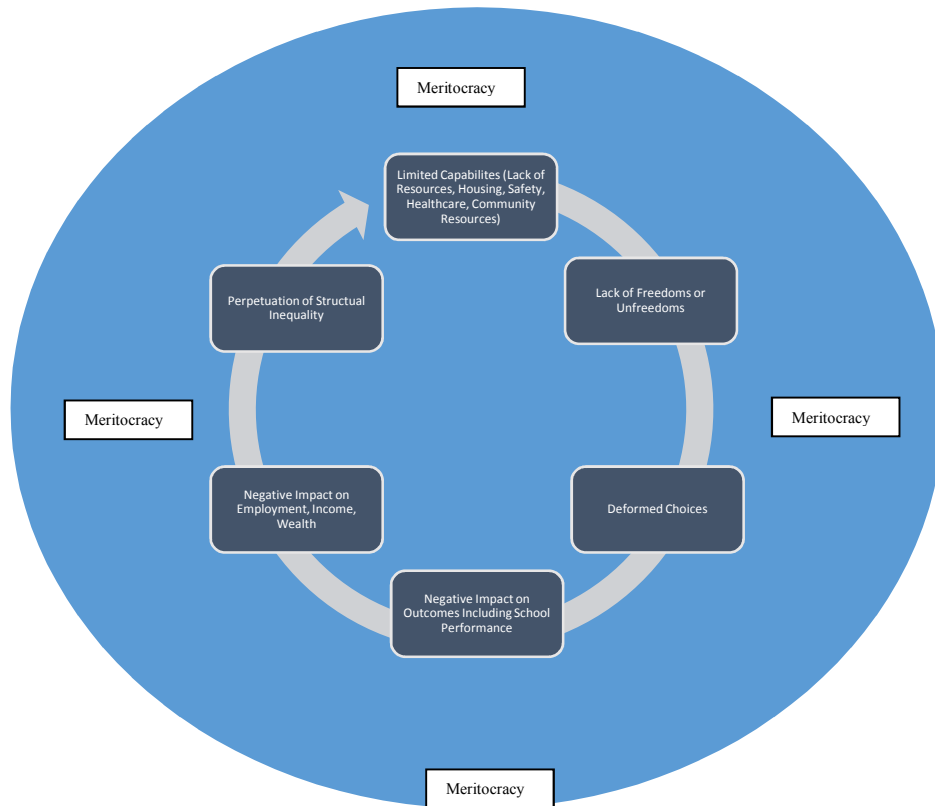 Meritocracy
Limited Capabilites (Lack of
Resources, Housing, Safety,
Healthcare, Community
Resources)
Lack of Freedoms or
Unfreedoms
Perpetuation of Structual
Inequality
Meritocracy
Meritocracy
Negative Impact on
Employment, Income,
Wealth
Deformed Choices
Negative Impact on
Outcomes Including School
Performance
Meritocracy